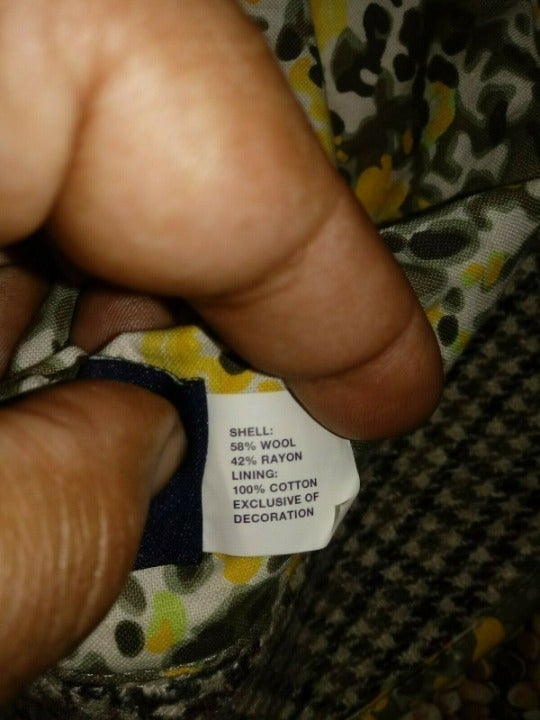 SHELL:
58% WOOL
42% RAYON
LINING:
100% COTTON
EXCLUSIVE OF
DECORATION